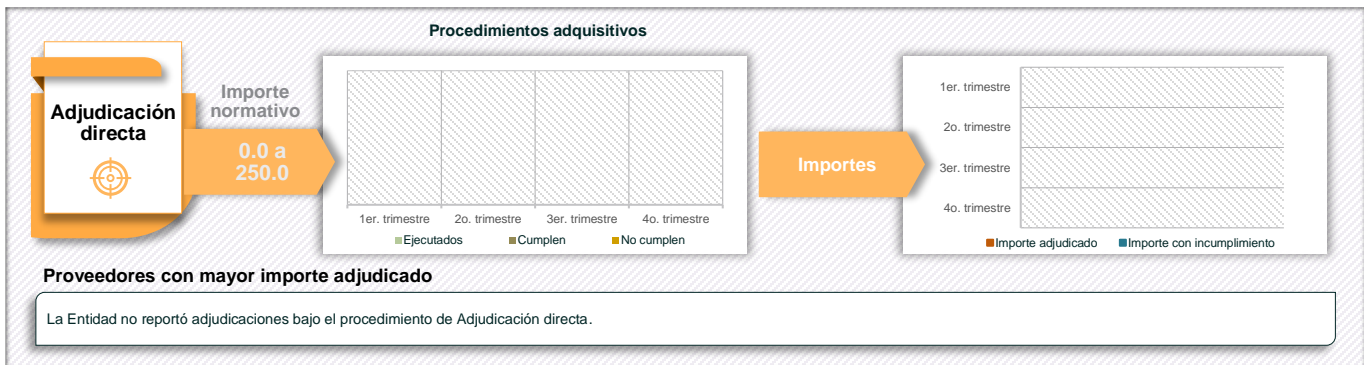 Procedimientos adquisitivos
Adjudicación
directa
Importe
normativo
0.0 a
250.0
1er. trimestre 2o. trimestre 3er. trimestre 4o. trimestre
Ejecutados Cumplen No cumplen
Importes
1er. trimestre
2o. trimestre
3er. trimestre
4o. trimestre
Importe adjudicado Importe con incumplimiento
Proveedores con mayor importe adjudicado
La Entidad no reportó adjudicaciones bajo el procedimiento de Adjudicación directa.